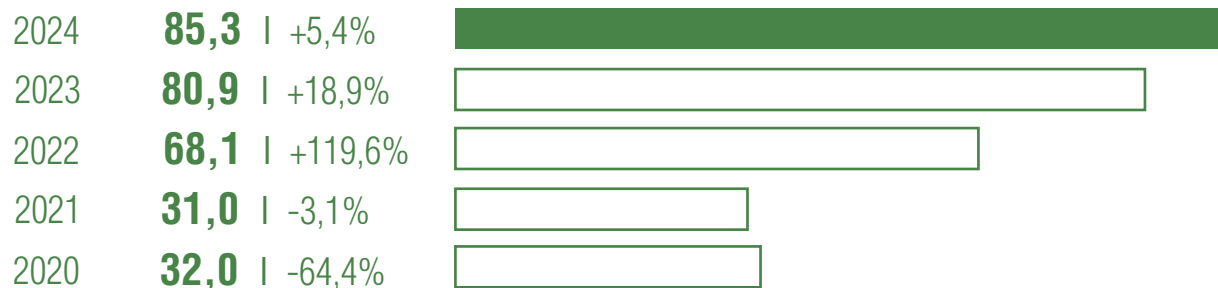 2024 85,3 I +5,4%
2023 80,9 I +18,9%
2022 68,1 I +119,6%
2021 31,0 I -3,1%
2020 32,0 I -64,4%